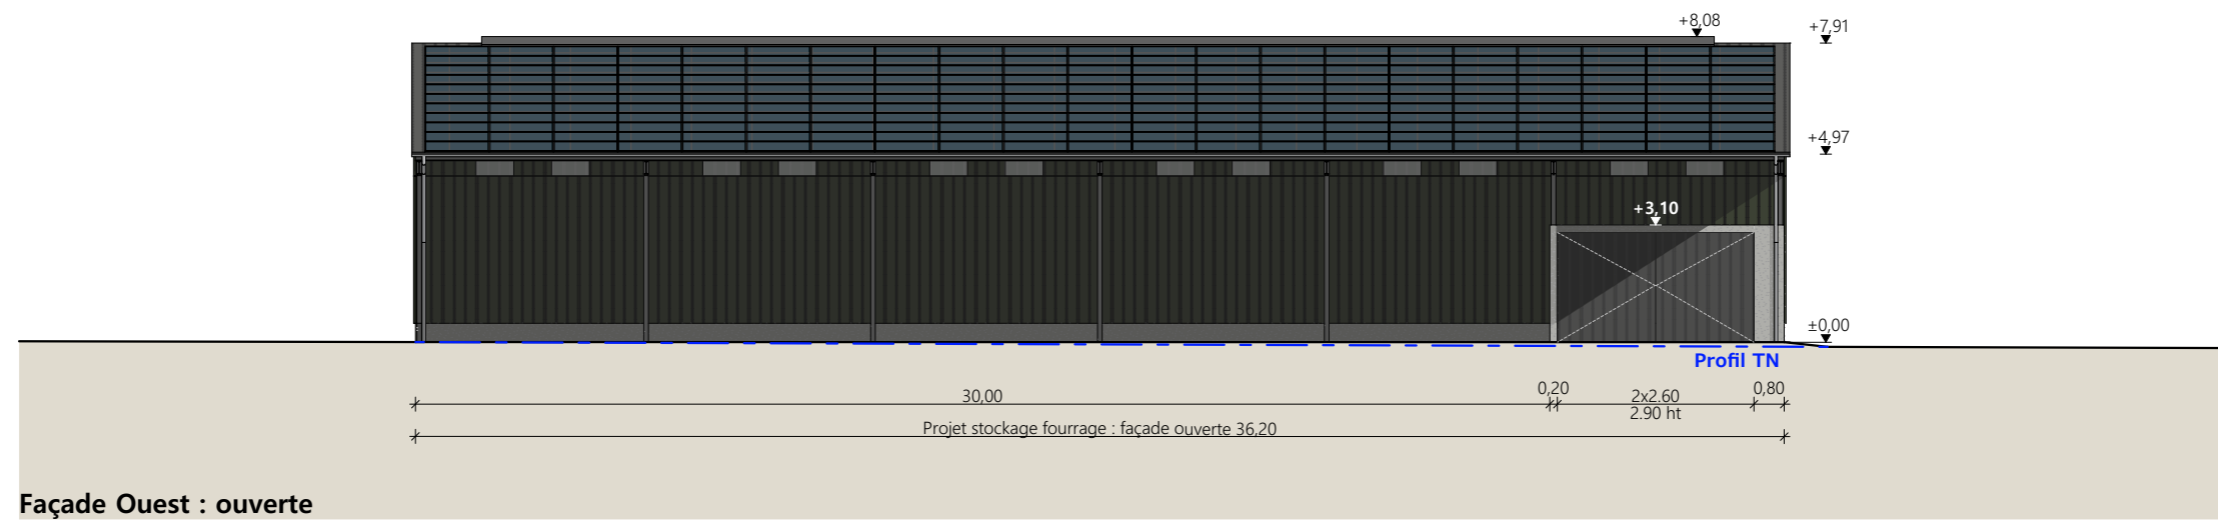 +8,08
+7,91
+4,97
+3,10
±0,00
Profil TN
30,00
0,20
2x2.60
2.90 ht
0,80
Projet stockage fourrage : façade ouverte 36,20
Façade Ouest : ouverte